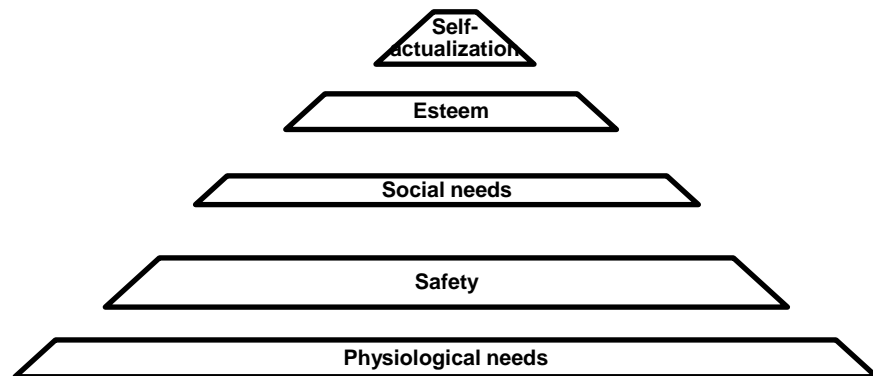 Self-
actualization
Esteem
Social needs
Safety
Physiological needs